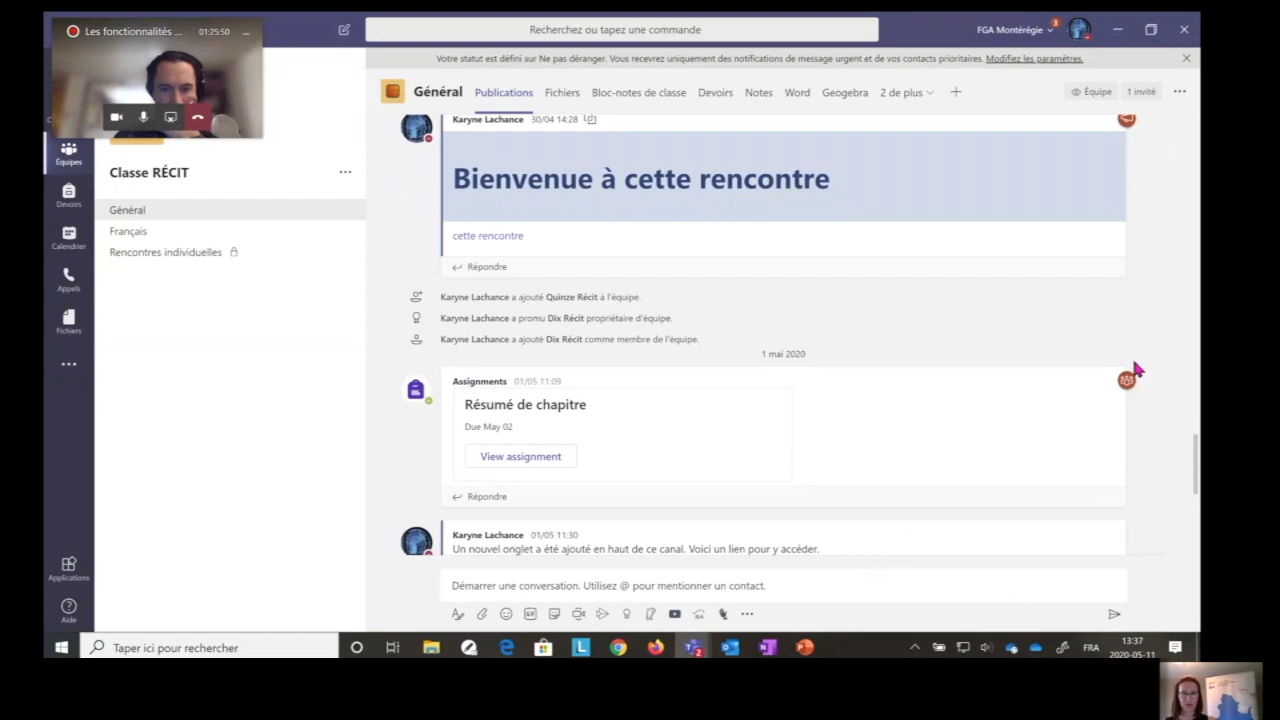 Les fonctionnalités ...
01:25:50
Recherchez ou tapez une commande
FGA Montérégie
3
Votre statut est défini sur Ne pas déranger. Vous recevrez uniquement des notifications de message urgent et de vos contacts prioritaires. Modifiez les paramètres.
Général
Publications
Fichiers
Bloc-notes de classe
Devoirs
Notes
Word
Geogebra
2 de plus
Équipe
1 invité
Équipes
Devoirs
Calendrier
Appels
Fichiers
Applications
Aide
Classe RÉCIT
Général
Français
Rencontres individuelles
Karyne Lachance 30/04 14:28
Bienvenue à cette rencontre
cette rencontre
Répondre
Karyne Lachance a ajouté Quinze Récit à l'équipe.
Karyne Lachance a promu Dix Récit propriétaire d'équipe.
Karyne Lachance a ajouté Dix Récit comme membre de l'équipe.
1 mai 2020
Assignments 01/05 11:09
Résumé de chapitre
Due May 02
View assignment
Répondre
Karyne Lachance 01/05 11:30
Un nouvel onglet a été ajouté en haut de ce canal. Voici un lien pour y accéder.
Démarrer une conversation. Utilisez @ pour mentionner un contact.
GIF
Taper ici pour rechercher
L
2
FRA
13:37
2020-05-11